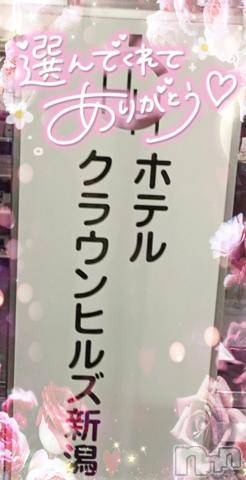 選んでくれて
ありがとう♡
ホテル
クラウンヒルズ新潟